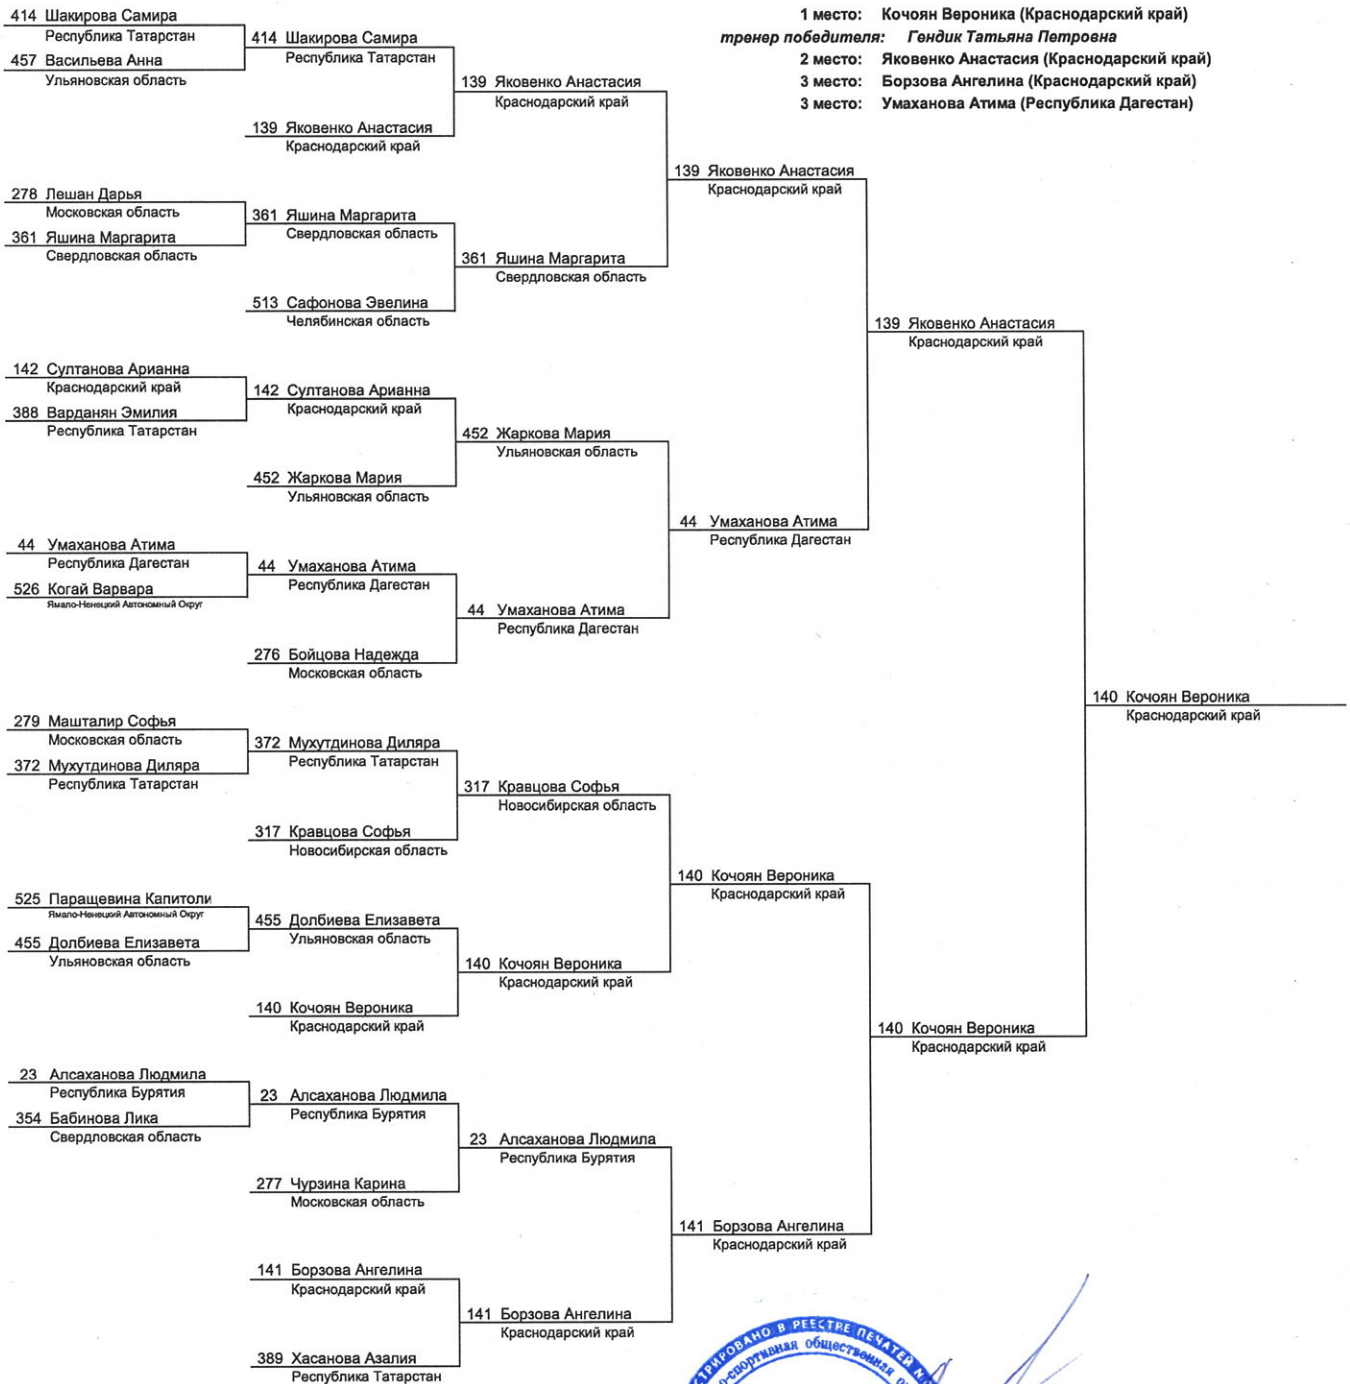 1 место: Кочоян Вероника (Краснодарский край)
тренер победителя: Гендик Татьяна Петровна
2 место: Яковенко Анастасия (Краснодарский край)
3 место: Борзова Ангелина (Краснодарский край)
3 место: Умаханова Атима (Республика Дагестан)
414 Шакирова Самира
Республика Татарстан
457 Васильева Анна
Ульяновская область
278 Лешан Дарья
Московская область
361 Яшина Маргарита
Свердловская область
142 Султанова Арианна
Краснодарский край
388 Варданян Эмилия
Республика Татарстан
44 Умаханова Атима
Республика Дагестан
526 Когай Варвара
Ямало-Ненецкий Автономный Округ
279 Машталир Софья
Московская область
372 Мухутдинова Диляра
Республика Татарстан
525 Паращевина Капитоли
Ямало-Ненецкий Автономный Округ
455 Долбиева Елизавета
Ульяновская область
23 Алсаханова Людмила
Республика Бурятия
354 Бабинова Лика
Свердловская область
414 Шакирова Самира
Республика Татарстан
139 Яковенко Анастасия
Краснодарский край
361 Яшина Маргарита
Свердловская область
513 Сафонова Эвелина
Челябинская область
142 Султанова Арианна
Краснодарский край
452 Жаркова Мария
Ульяновская область
44 Умаханова Атима
Республика Дагестан
276 Бойцова Надежда
Московская область
372 Мухутдинова Диляра
Республика Татарстан
317 Кравцова Софья
Новосибирская область
455 Долбиева Елизавета
Ульяновская область
140 Кочоян Вероника
Краснодарский край
23 Алсаханова Людмила
Республика Бурятия
277 Чурзина Карина
Московская область
141 Борзова Ангелина
Краснодарский край
389 Хасанова Азалия
Республика Татарстан
139 Яковенко Анастасия
Краснодарский край
361 Яшина Маргарита
Свердловская область
452 Жаркова Мария
Ульяновская область
44 Умаханова Атима
Республика Дагестан
317 Кравцова Софья
Новосибирская область
140 Кочоян Вероника
Краснодарский край
23 Алсаханова Людмила
Республика Бурятия
141 Борзова Ангелина
Краснодарский край
139 Яковенко Анастасия
Краснодарский край
44 Умаханова Атима
Республика Дагестан
140 Кочоян Вероника
Краснодарский край
141 Борзова Ангелина
Краснодарский край
139 Яковенко Анастасия
Краснодарский край
140 Кочоян Вероника
Краснодарский край
140 Кочоян Вероника
Краснодарский край
В РЕЕСТРЕ ПЕЧАТЕЙ
общественная